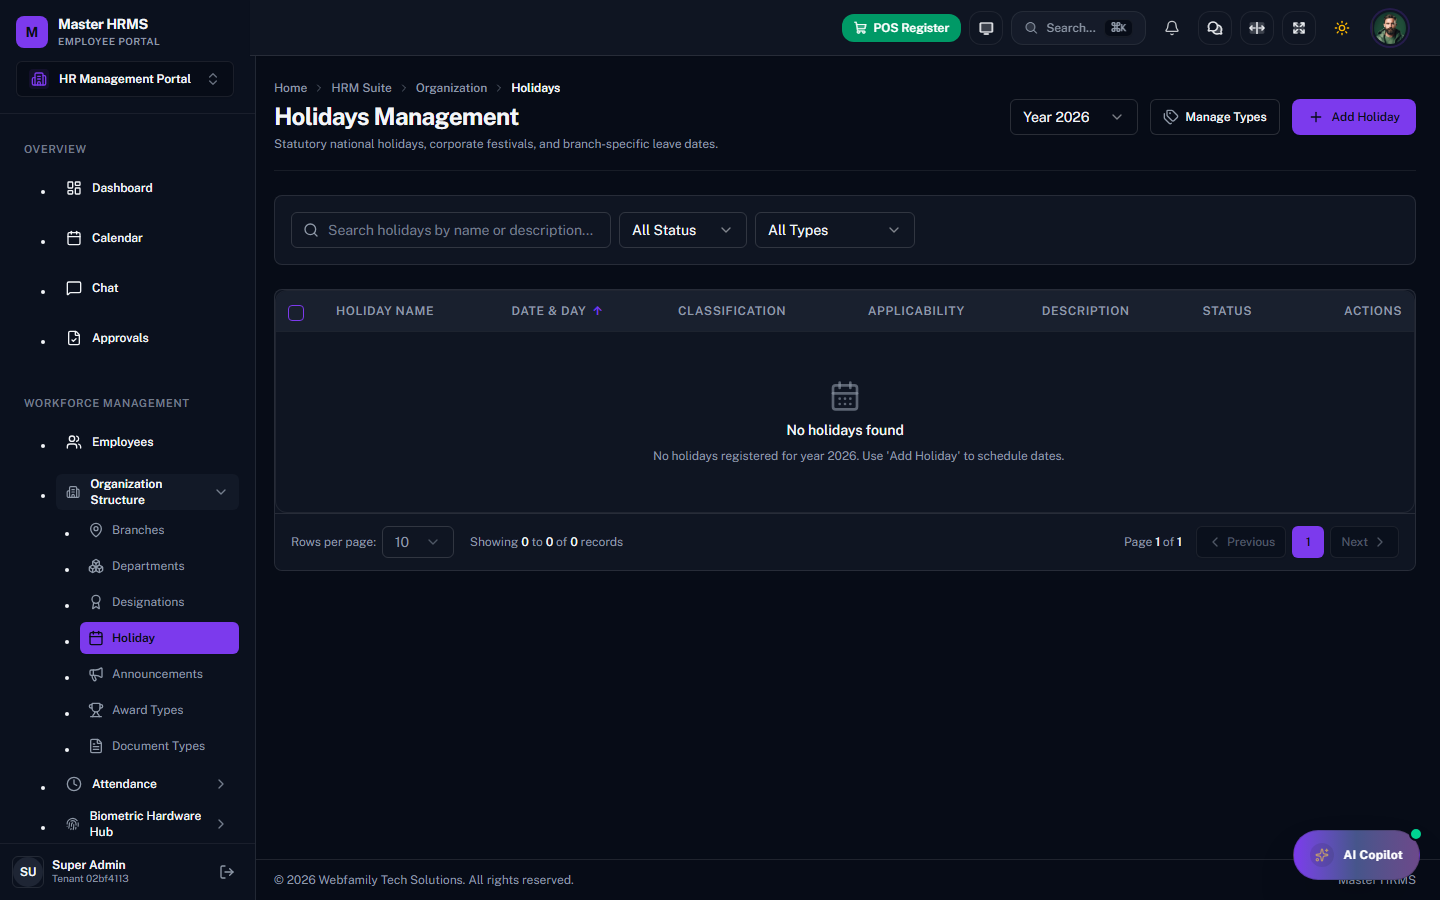 M
Master HRMS
EMPLOYEE PORTAL
HR Management Portal
POS Register
Search...
⌘K
OVERVIEW
Dashboard
Calendar
Chat
Approvals
WORKFORCE MANAGEMENT
Employees
Organization
Structure
Branches
Departments
Designations
Holiday
Announcements
Award Types
Document Types
Attendance
Biometric Hardware
Hub
SU
Super Admin
Tenant 02bf4113
Home
HRM Suite
Organization
Holidays
Holidays Management
Statutory national holidays, corporate festivals, and branch-specific leave dates.
Year 2026
Manage Types
Add Holiday
Search holidays by name or description...
All Status
All Types
HOLIDAY NAME
DATE & DAY
CLASSIFICATION
APPLICABILITY
DESCRIPTION
STATUS
ACTIONS
No holidays found
No holidays registered for year 2026. Use 'Add Holiday' to schedule dates.
Rows per page:
10
Showing 0 to 0 of 0 records
Page 1 of 1
Previous
1
Next
AI Copilot
© 2026 Webfamily Tech Solutions. All rights reserved.
Master HRMS